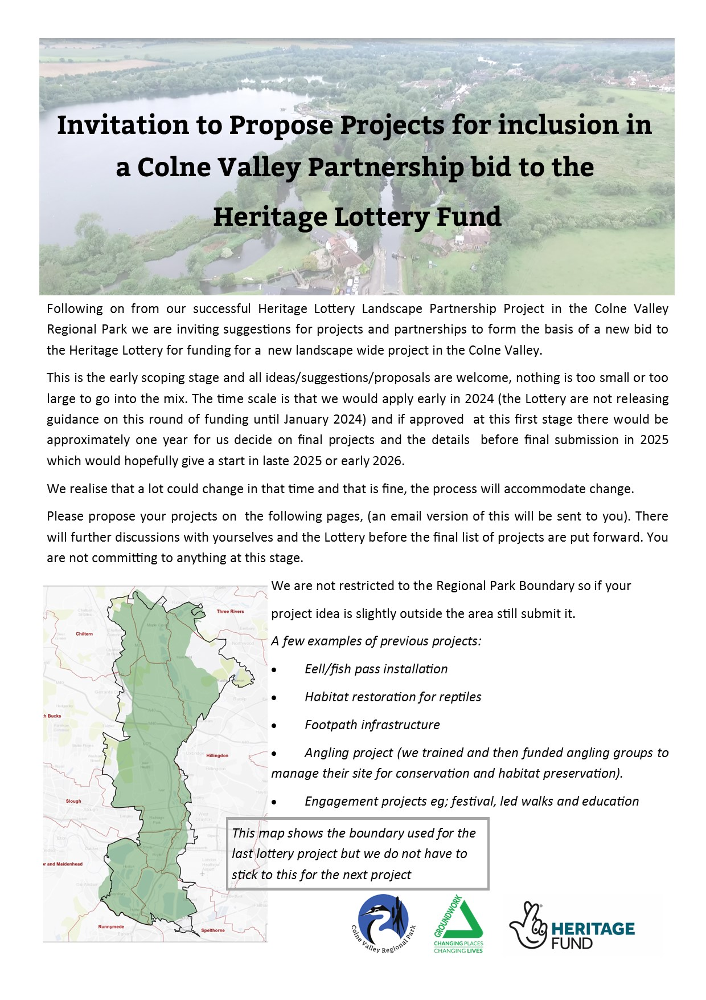 Invitation to Propose Projects for inclusion in
a Colne Valley Partnership bid to the
Heritage Lottery Fund
Following on from our successful Heritage Lottery Landscape Partnership Project in the Colne Valley
Regional Park we are inviting suggestions for projects and partnerships to form the basis of a new bid to
the Heritage Lottery for funding for a  new landscape wide project in the Colne Valley.
This is the early scoping stage and all ideas/suggestions/proposals are welcome, nothing is too small or too
large to go into the mix. The time scale is that we would apply early in 2024 (the Lottery are not releasing
guidance on this round of funding until January 2024) and if approved  at this first stage there would be
approximately one year for us decide on final projects and the details  before final submission in 2025
which would hopefully give a start in laste 2025 or early 2026.
We realise that a lot could change in that time and that is fine, the process will accommodate change.
Please propose your projects on  the following pages, (an email version of this will be sent to you). There
will further discussions with yourselves and the Lottery before the final list of projects are put forward. You
are not committing to anything at this stage.
We are not restricted to the Regional Park Boundary so if your
project idea is slightly outside the area still submit it.
A few examples of previous projects:
• Eell/fish pass installation
• Habitat restoration for reptiles
• Footpath infrastructure
• Angling project (we trained and then funded angling groups to
manage their site for conservation and habitat preservation).
• Engagement projects eg; festival, led walks and education
Three Rivers
Chiltern
h Bucks
Hillingdon
Slough
r and Maidenhead
Runnymede
Spelthorne
This map shows the boundary used for the
last lottery project but we do not have to
stick to this for the next project
Colne Valley Regional Park
GROUNDWORK
CHANGING PLACES
CHANGING LIVES
HERITAGE
FUND